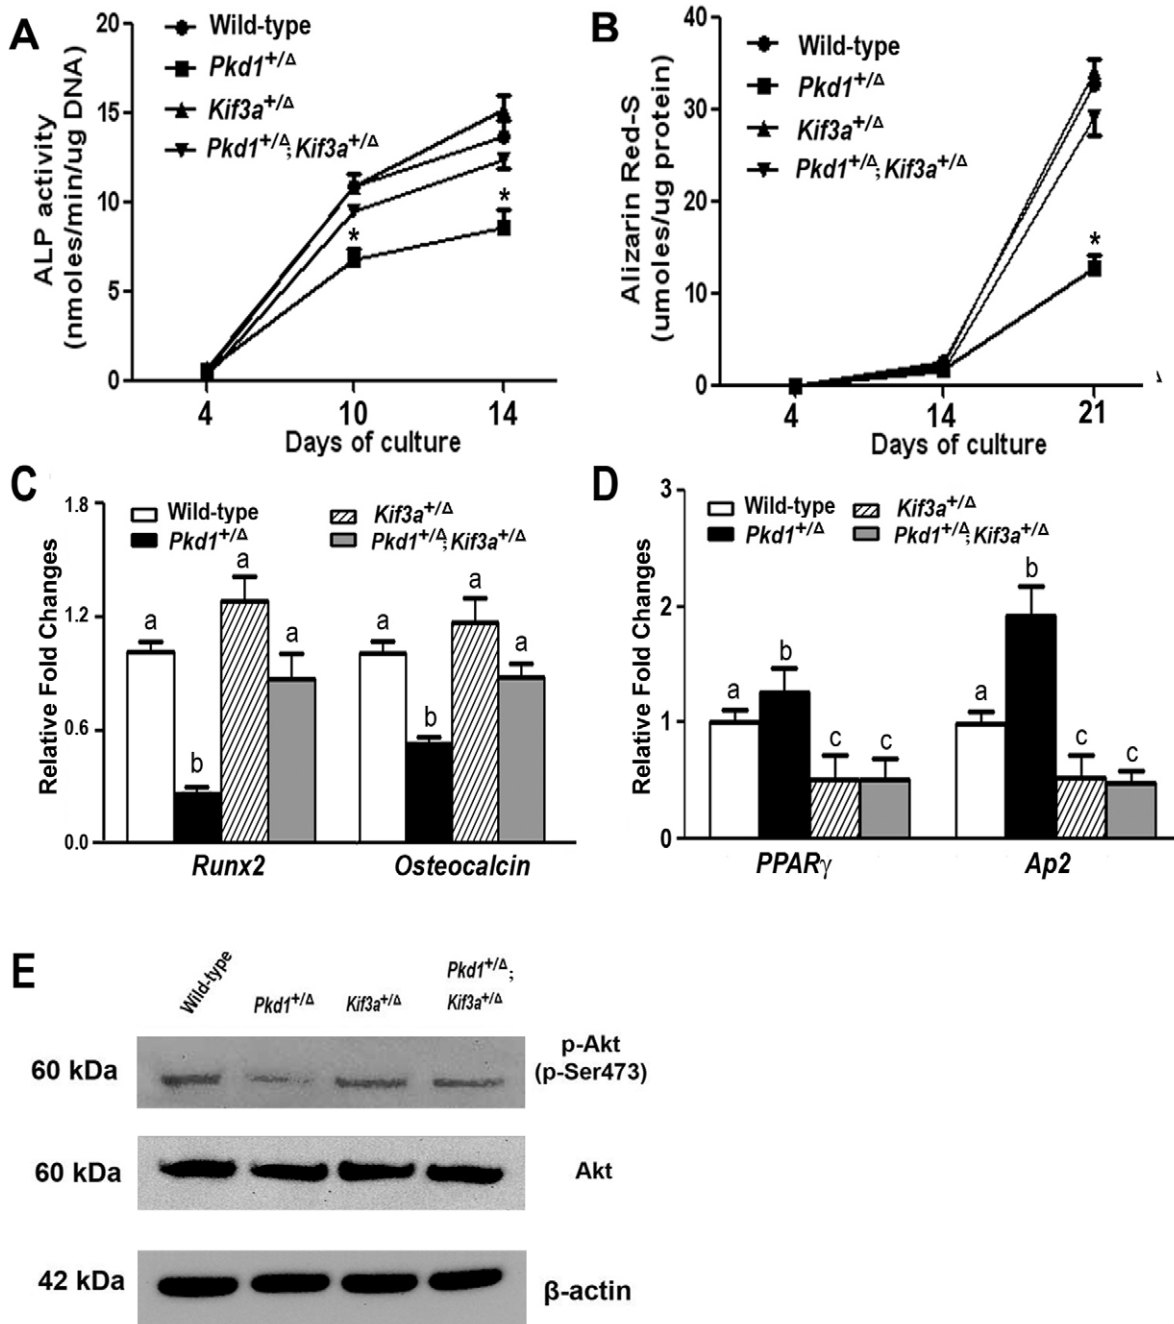 A
20
15
10
5
0
ALP activity
(nmoles/min/ug DNA)
Wild-type
Pkd1+/Δ
Kif3a+/Δ
Pkd1+/Δ;Kif3a+/Δ
*
*
4 10 14
Days of culture
B
40
30
20
10
0
Alizarin Red-S
(umoles/ug protein)
Wild-type
Pkd1+/Δ
Kif3a+/Δ
Pkd1+/Δ;Kif3a+/Δ
*
4 14 21
Δ
Days of culture
C
1.8
1.2
0.6
0.0
Relative Fold Changes
Wild-type Kif3a+/Δ
Pkd1+/Δ Pkd1+/Δ;Kif3a+/Δ
a b a a a b a a
Runx2 Osteocalcin
D
3
2
1
0
Relative Fold Changes
Wild-type Kif3a+/Δ
Pkd1+/Δ Pkd1+/Δ;Kif3a+/Δ
a b c c a b c c
PPARγ Ap2
E
Wild-type Pkd1+/Δ Kif3a+/Δ Pkd1+/Δ;
Kif3a+/Δ
60 kDa p-Akt
(p-Ser473)
60 kDa Akt
42 kDa β-actin